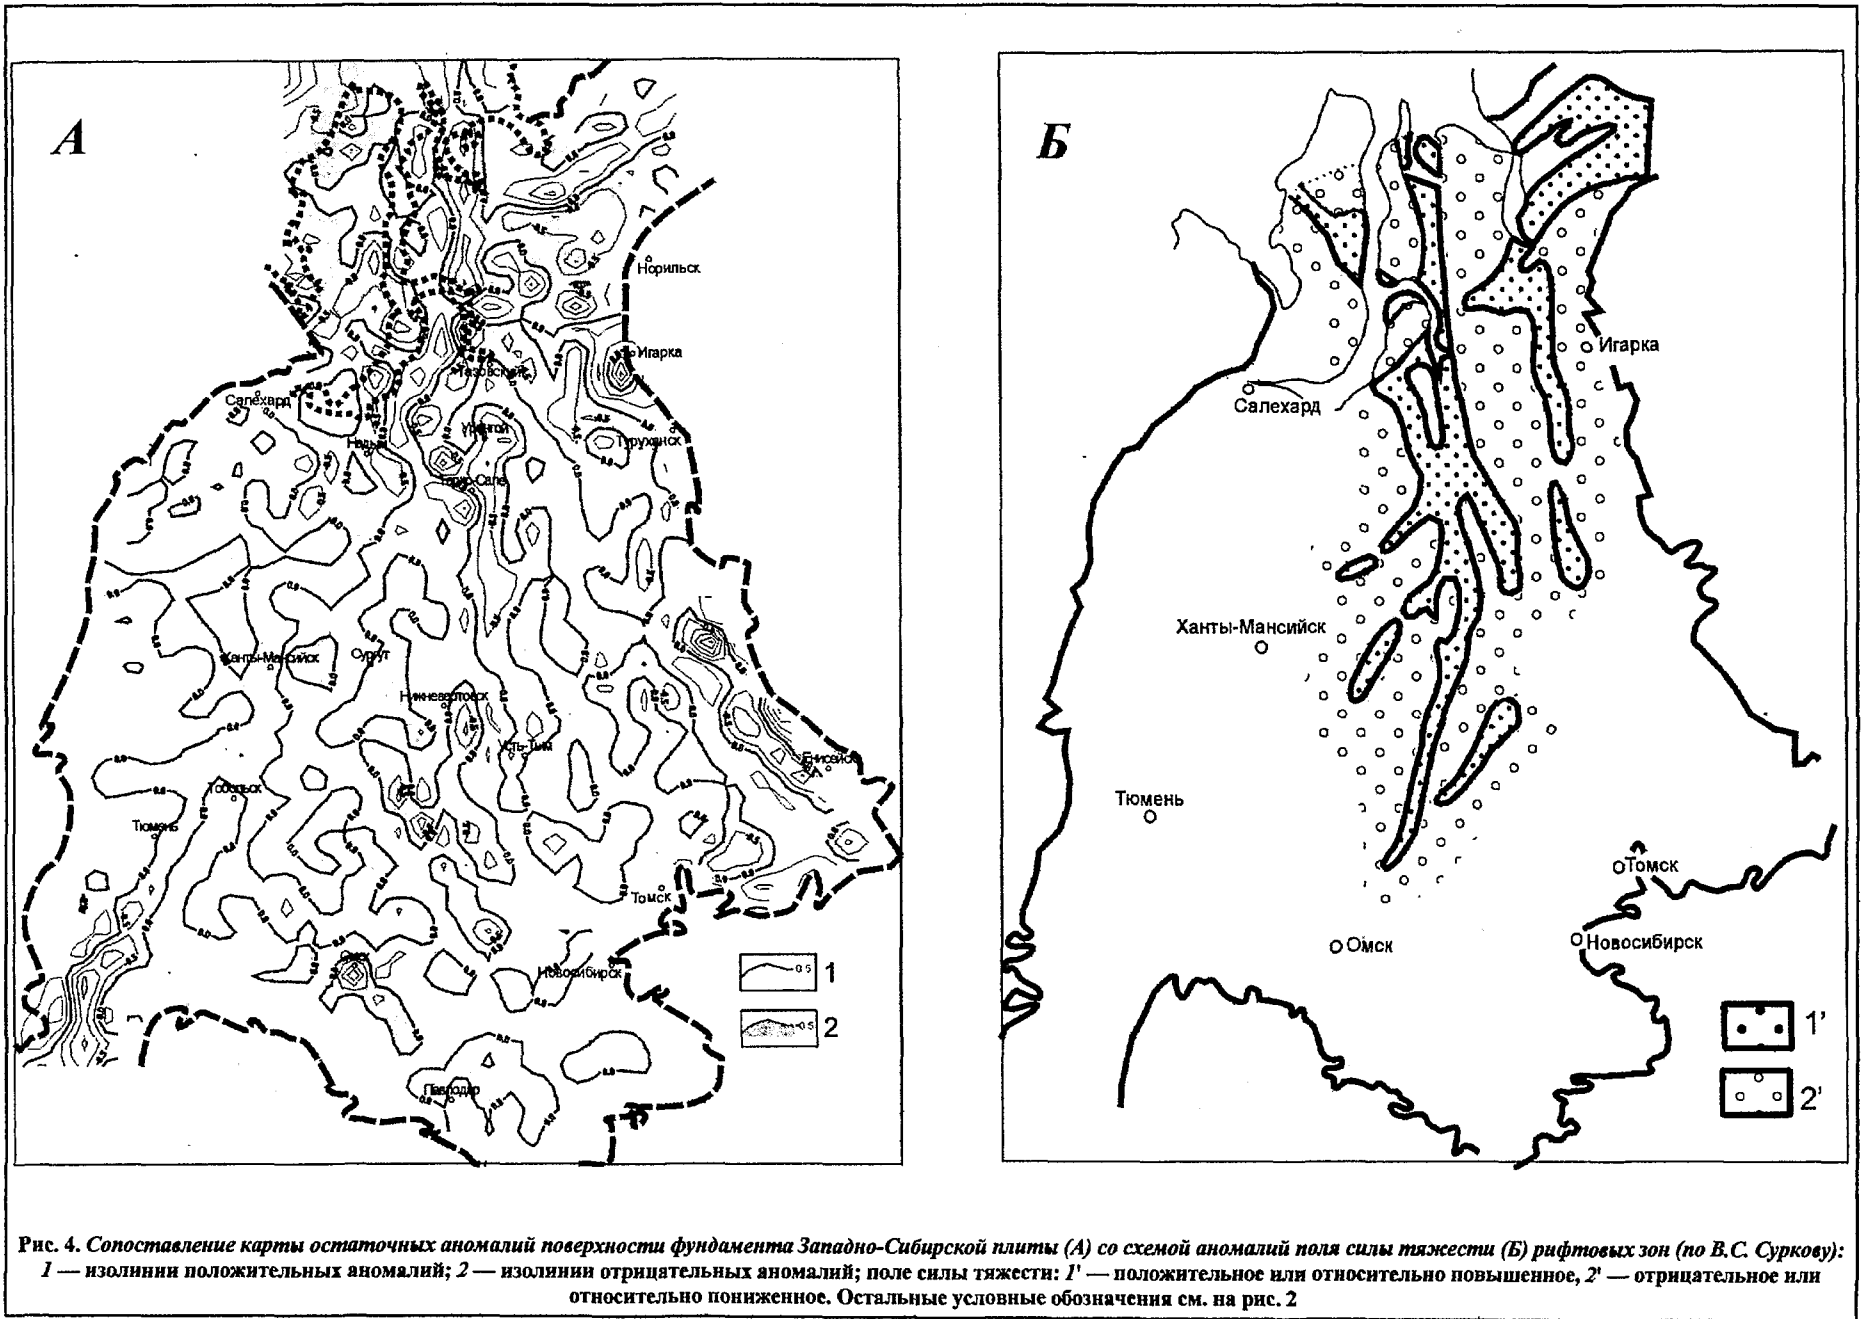 А
Норильск
Игарка
Тазовский
Салехард
Уренгой
Надым
Туруханск
Тарко-Сале
Ханты-Мансийск
Сургут
Нижневартовск
Усть-Тым
Енисейск
Тобольск
Тюмень
Томск
Омск
Новосибирск
Павлодар
0.5 1
0.5 2
Б
Игарка
Салехард
Ханты-Мансийск
Тюмень
Томск
Омск
Новосибирск
1'
2'
Рис. 4. Сопоставление карты остаточных аномалий поверхности фундамента Западно-Сибирской плиты (А) со схемой аномалий поля силы тяжести (Б) рифтовых зон (по В.С. Суркову):
1 — изолинии положительных аномалий; 2 — изолинии отрицательных аномалий; поле силы тяжести: 1' — положительное или относительно повышенное, 2' — отрицательное или
относительно пониженное. Остальные условные обозначения см. на рис. 2